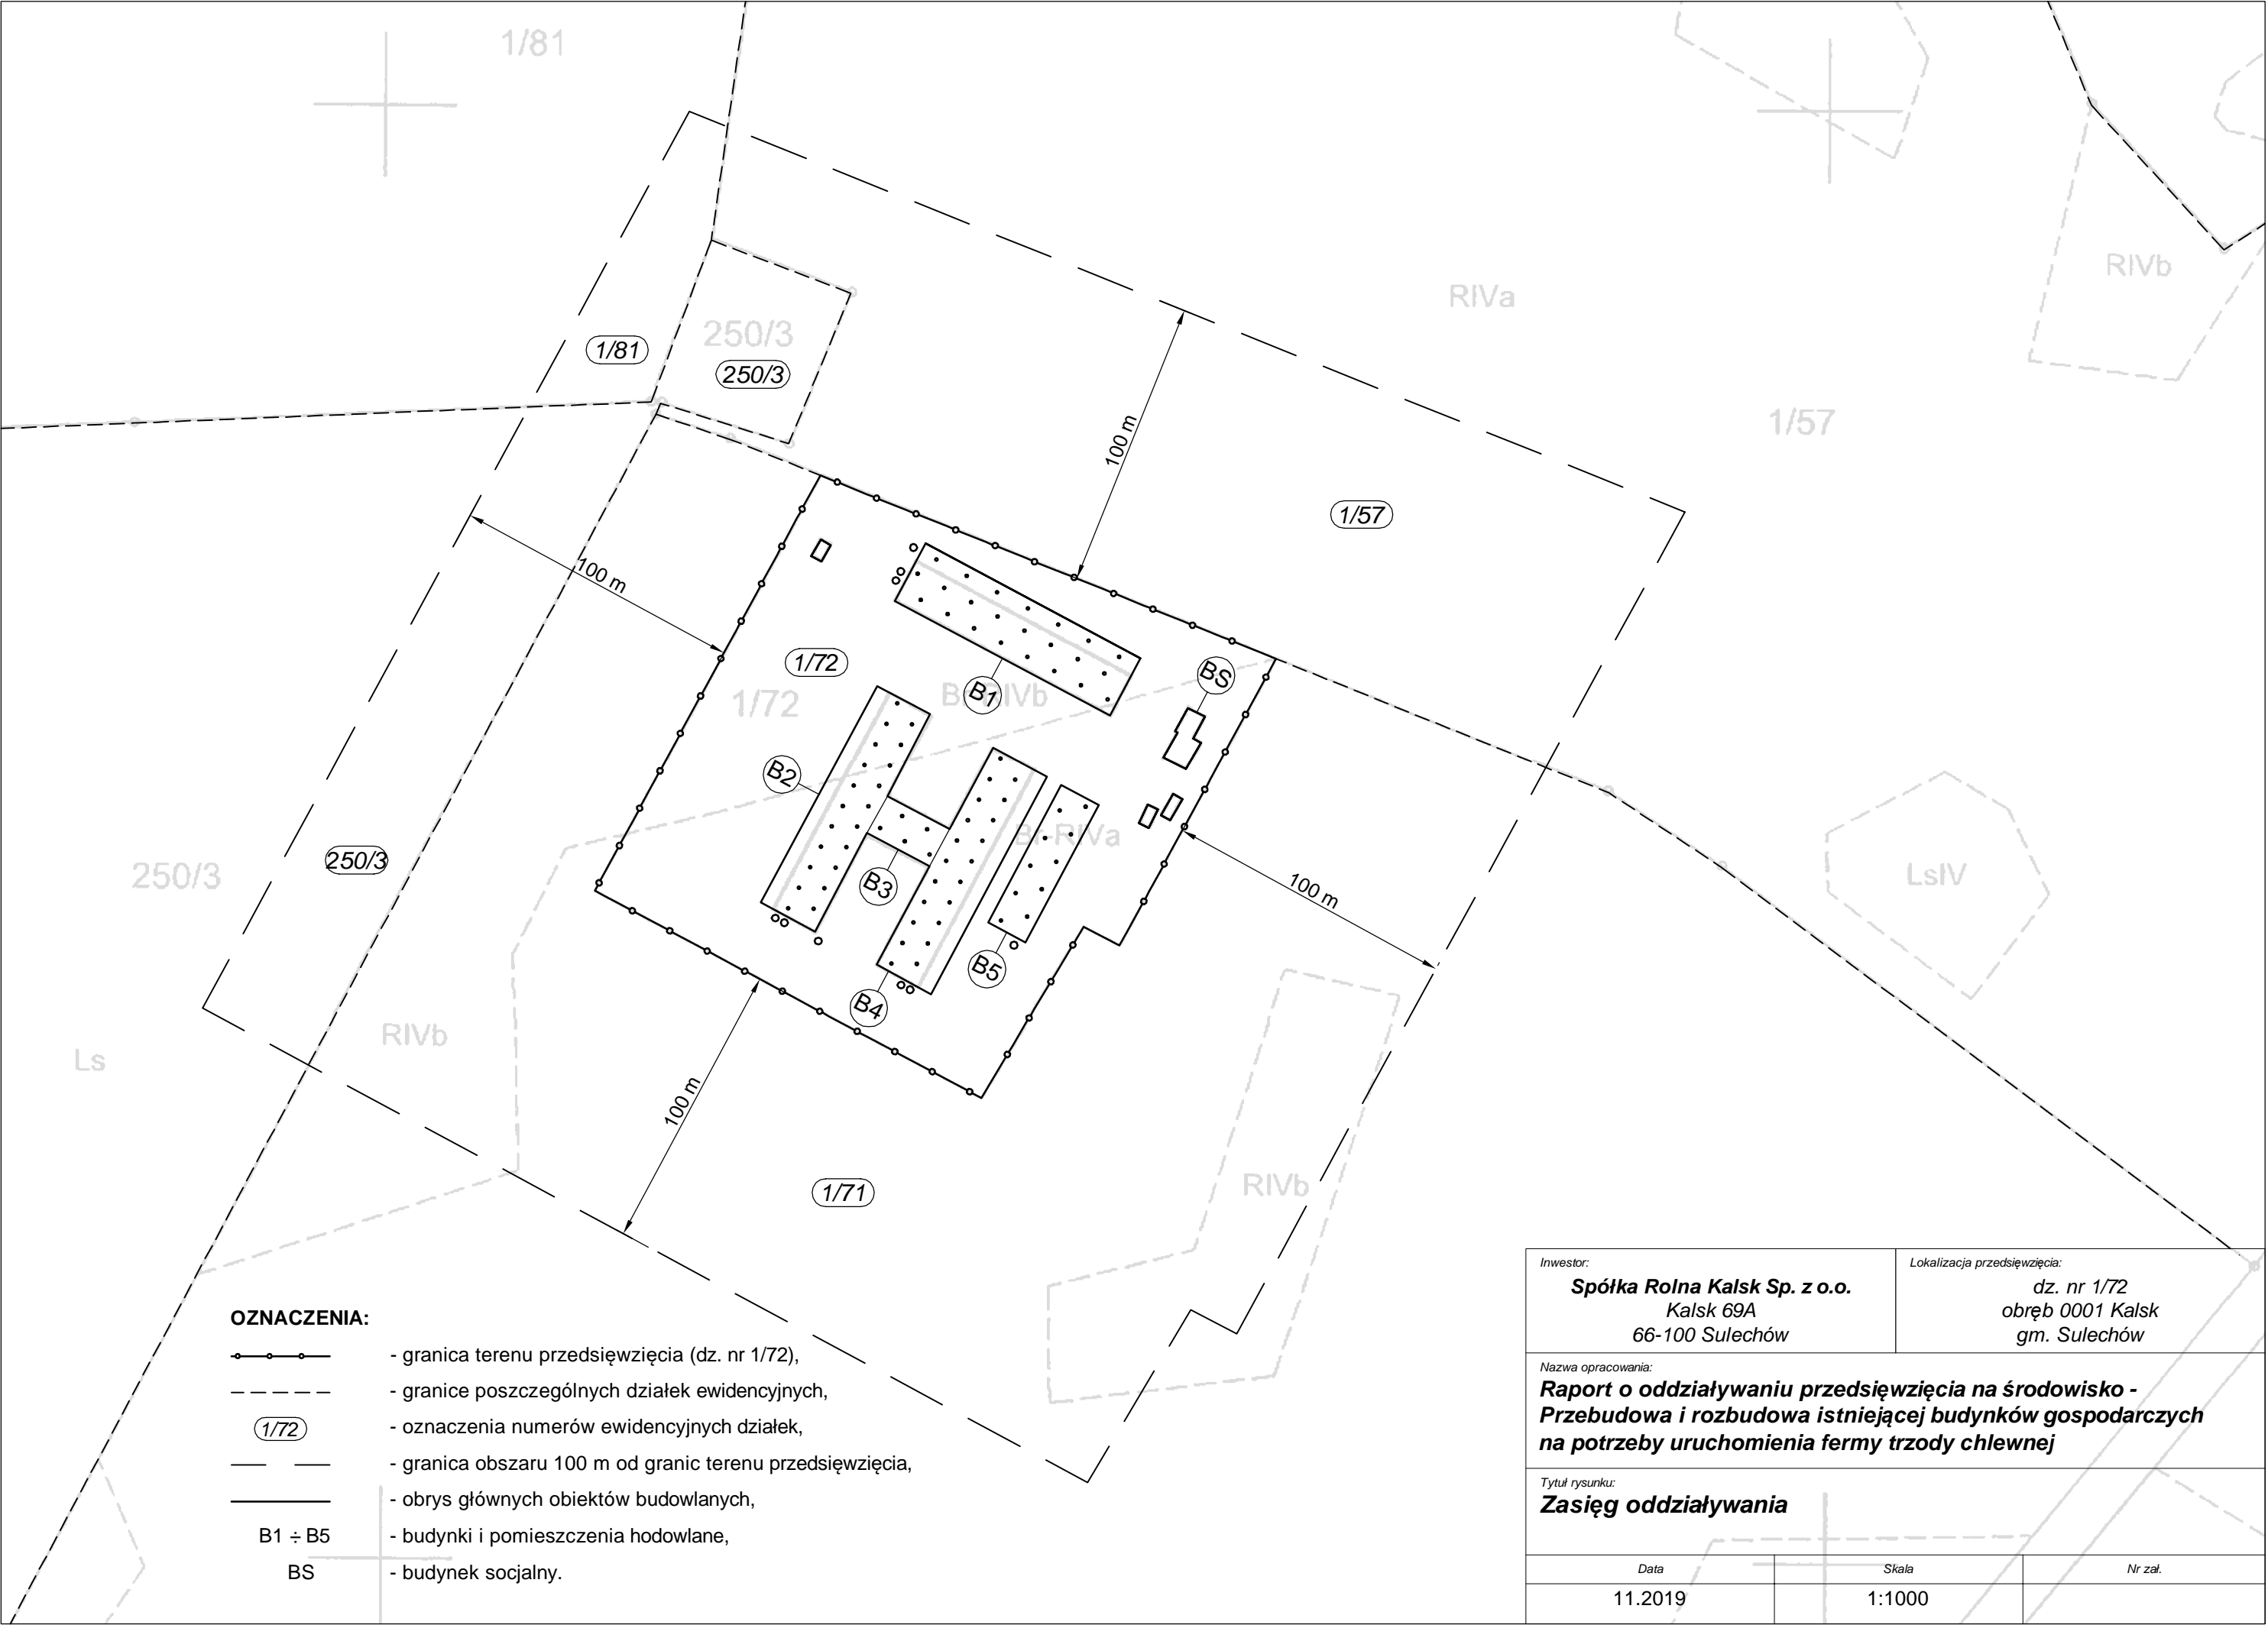 1/81
RIVb
RIVa
250/3
1/81
250/3
1/57
100 m
1/57
100 m
1/72
BS
1/72
B1
B2
250/3
250/3
B3
LsIV
100 m
B5
B4
RIVb
Ls
100 m
1/71
RIVb
Br-RIVb
Br-RIVa
OZNACZENIA:
- granica terenu przedsięwzięcia (dz. nr 1/72),
- granice poszczególnych działek ewidencyjnych,
1/72 - oznaczenia numerów ewidencyjnych działek,
- granica obszaru 100 m od granic terenu przedsięwzięcia,
- obrys głównych obiektów budowlanych,
B1 ÷ B5 - budynki i pomieszczenia hodowlane,
BS - budynek socjalny.
Inwestor:
Spółka Rolna Kalsk Sp. z o.o.
Kalsk 69A
66-100 Sulechów
Lokalizacja przedsięwzięcia:
dz. nr 1/72
obręb 0001 Kalsk
gm. Sulechów
Nazwa opracowania:
Raport o oddziaływaniu przedsięwzięcia na środowisko -
Przebudowa i rozbudowa istniejącej budynków gospodarczych
na potrzeby uruchomienia fermy trzody chlewnej
Tytuł rysunku:
Zasięg oddziaływania
Data Skala Nr zał.
11.2019 1:1000